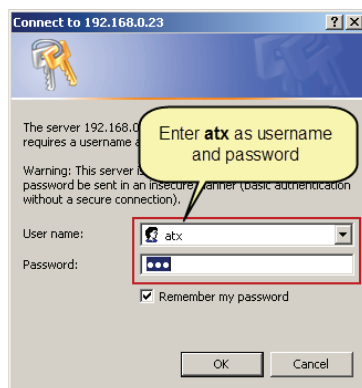 Connect to 192.168.0.23
The server 192.168.0
requires a username a
Enter atx as username
and password
Warning: This server i
password be sent in an insecure manner (basic authentication
without a secure connection).
User name:
atx
Password:
Remember my password
OK
Cancel